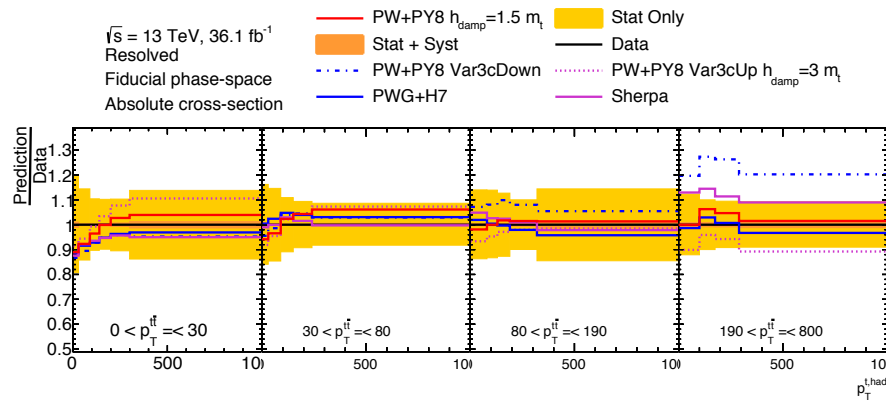 √s = 13 TeV, 36.1 fb⁻¹
Resolved
Fiducial phase-space
Absolute cross-section
PW+PY8 h_damp=1.5 m_t
Stat Only
Stat + Syst
Data
PW+PY8 Var3cDown
PW+PY8 Var3cUp h_damp=3 m_t
PWG+H7
Sherpa
Prediction
Data
1.3
1.2
1.1
1
0.9
0.8
0.7
0.6
0.5
0 < p_T^tt̄ =< 30
30 < p_T^tt̄ =< 80
80 < p_T^tt̄ =< 190
190 < p_T^tt̄ =< 800
0 500 10 500 10 500 10 500 10
p_T^t,had